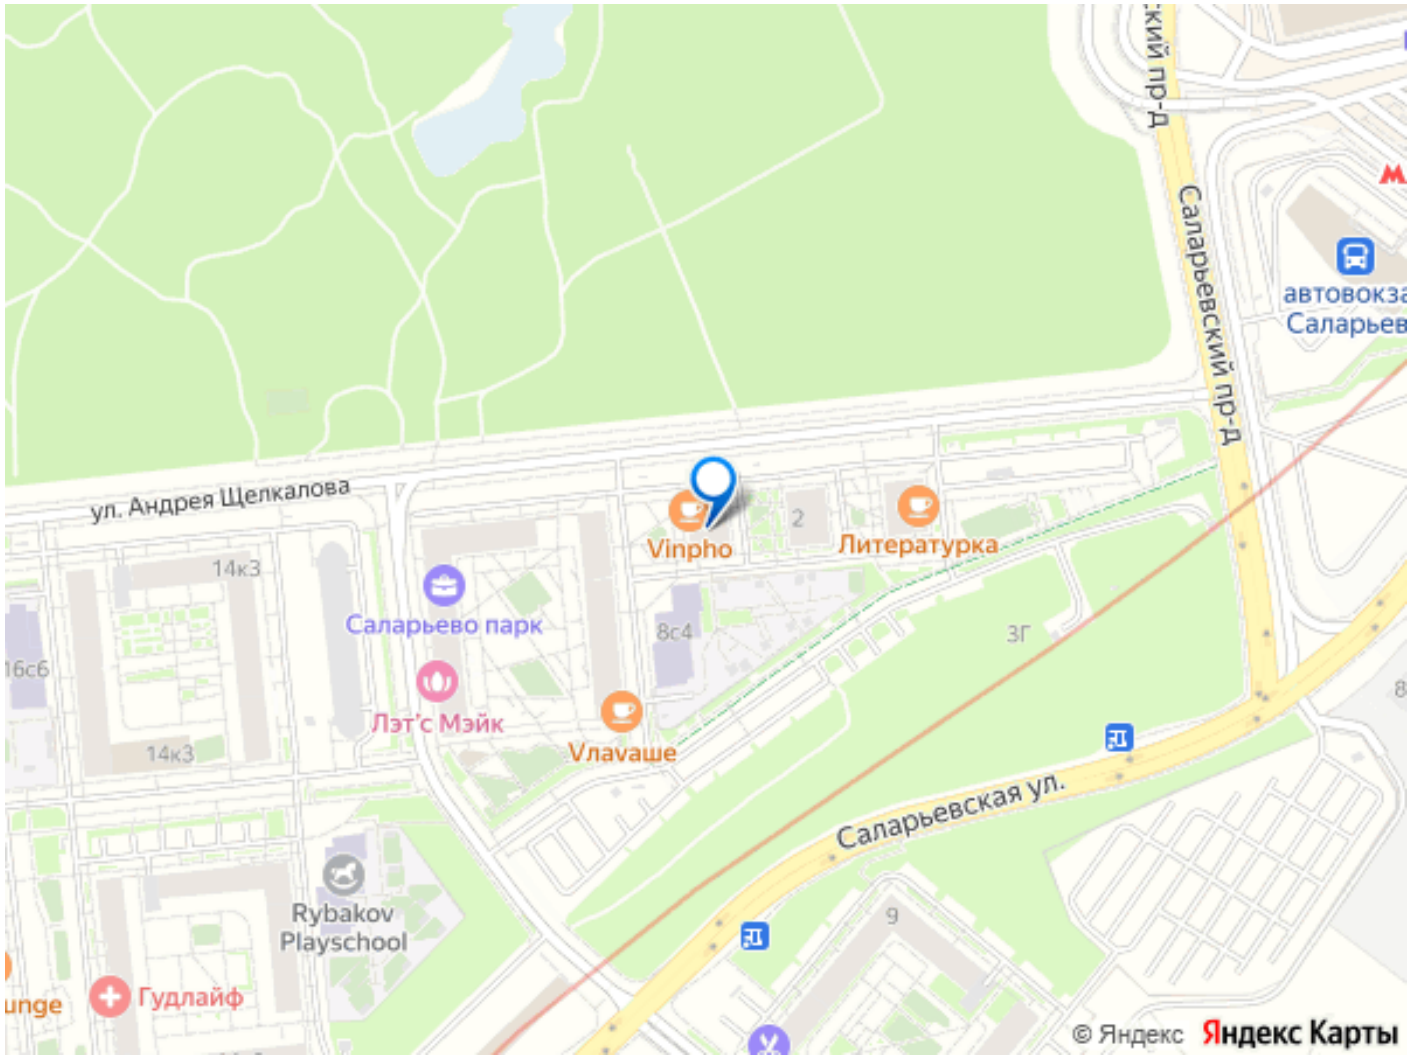 ский пр-д
Саларьевский пр-д
автовокза
Саларьев
ул. Андрея Щелкалова
Vinpho
2
Литературка
14к3
Саларьево парк
8с4
3Г
16с6
Лэт'с Мэйк
Vлаvаше
14к3
8
Саларьевская ул.
Rybakov
Playschool
9
unge
Гудлайф
© Яндекс Яндекс Карты